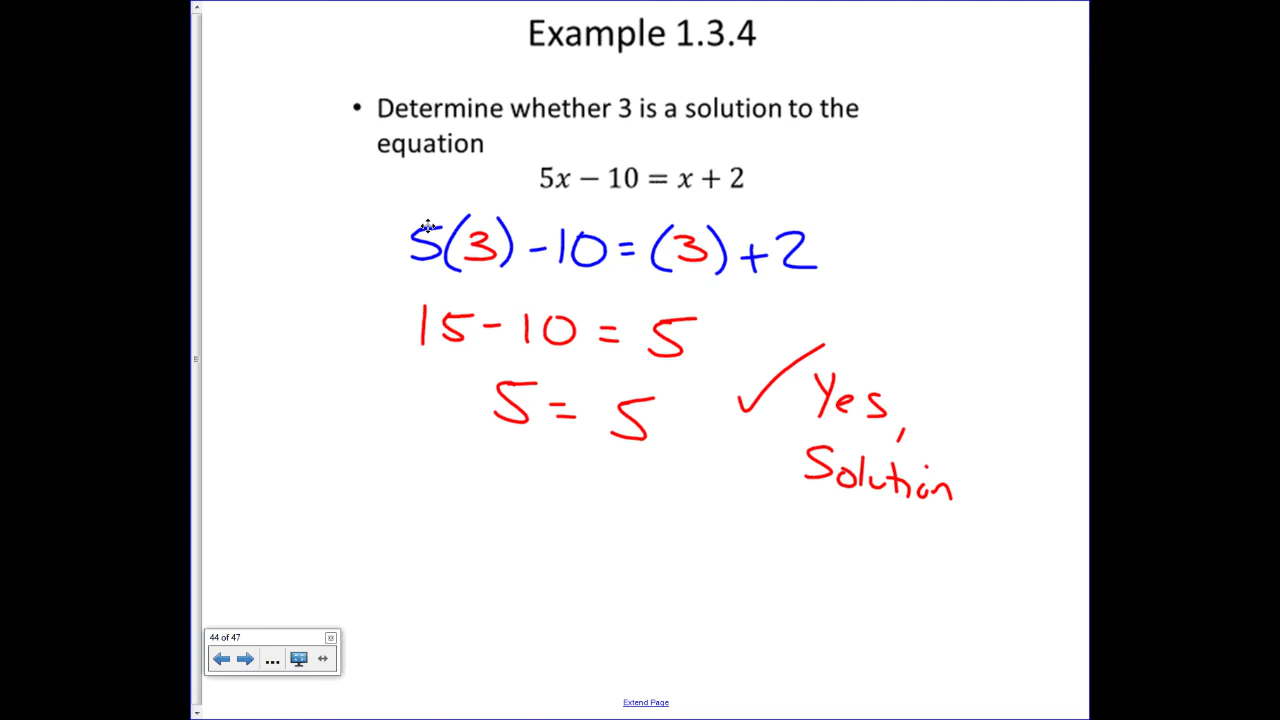 Example 1.3.4
• Determine whether 3 is a solution to the
equation
5x − 10 = x + 2
5(3) - 10 = (3) + 2
15 - 10 = 5
5 = 5
✓ Yes,
Solution
44 of 47
...
Extend Page